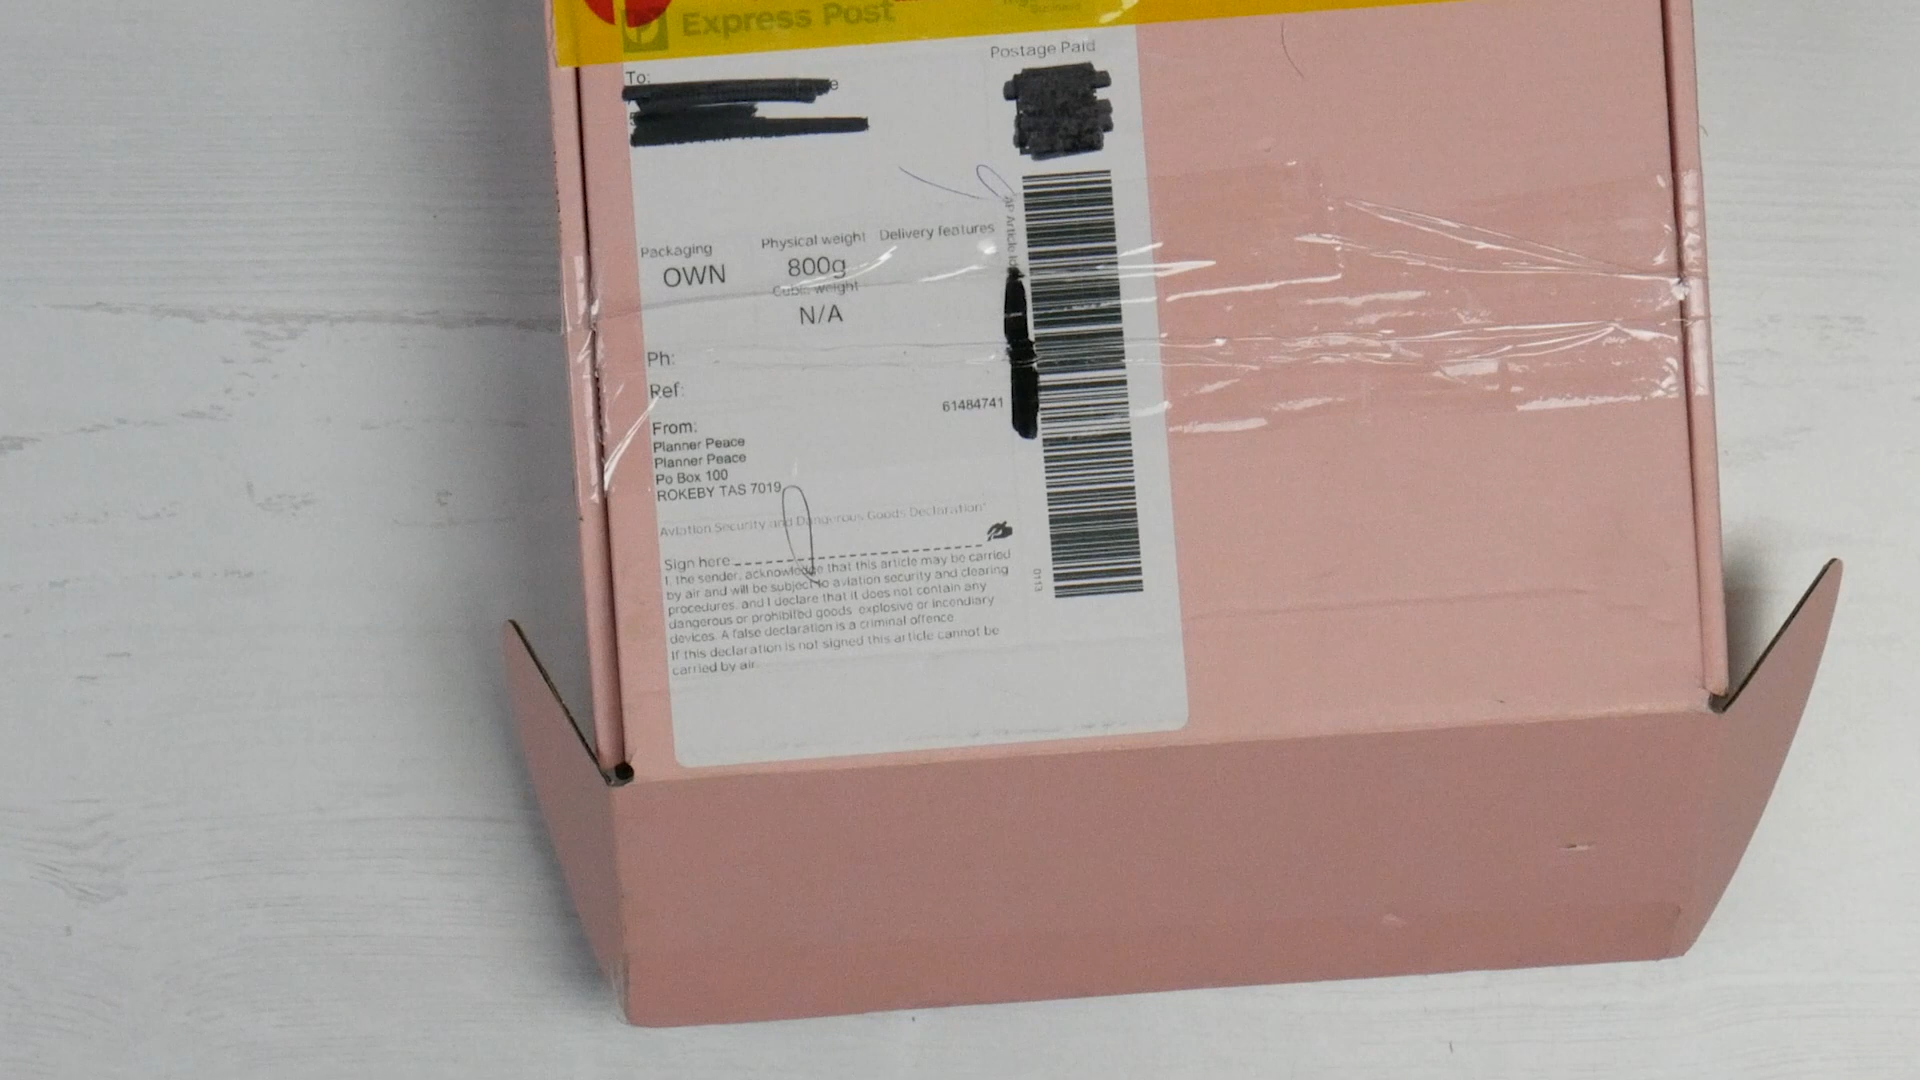 Express Post
Postage Paid
To:
Packaging
OWN
Physical weight
800g
Cubic weight
N/A
Delivery features
AP Article Id
Ph:
Ref:
61484741
From:
Planner Peace
Planner Peace
Po Box 100
ROKEBY TAS 7019
Aviation Security and Dangerous Goods Declaration*
Sign here
I, the sender, acknowledge that this article may be carried
by air and will be subject to aviation security and clearing
procedures, and I declare that it does not contain any
dangerous or prohibited goods explosive or incendiary
devices. A false declaration is a criminal offence
If this declaration is not signed this article cannot be
carried by air.
0113